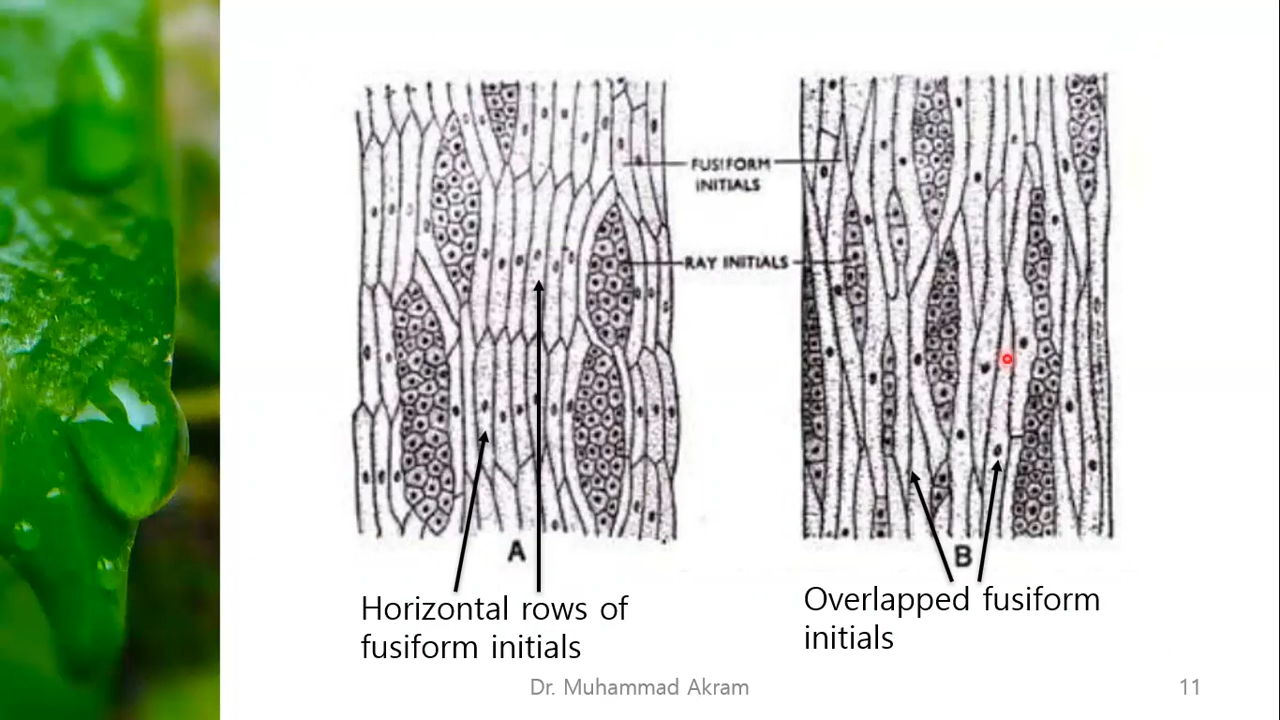 FUSIFORM
INITIALS
RAY INITIALS
A
B
Horizontal rows of
fusiform initials
Overlapped fusiform
initials
Dr. Muhammad Akram
11